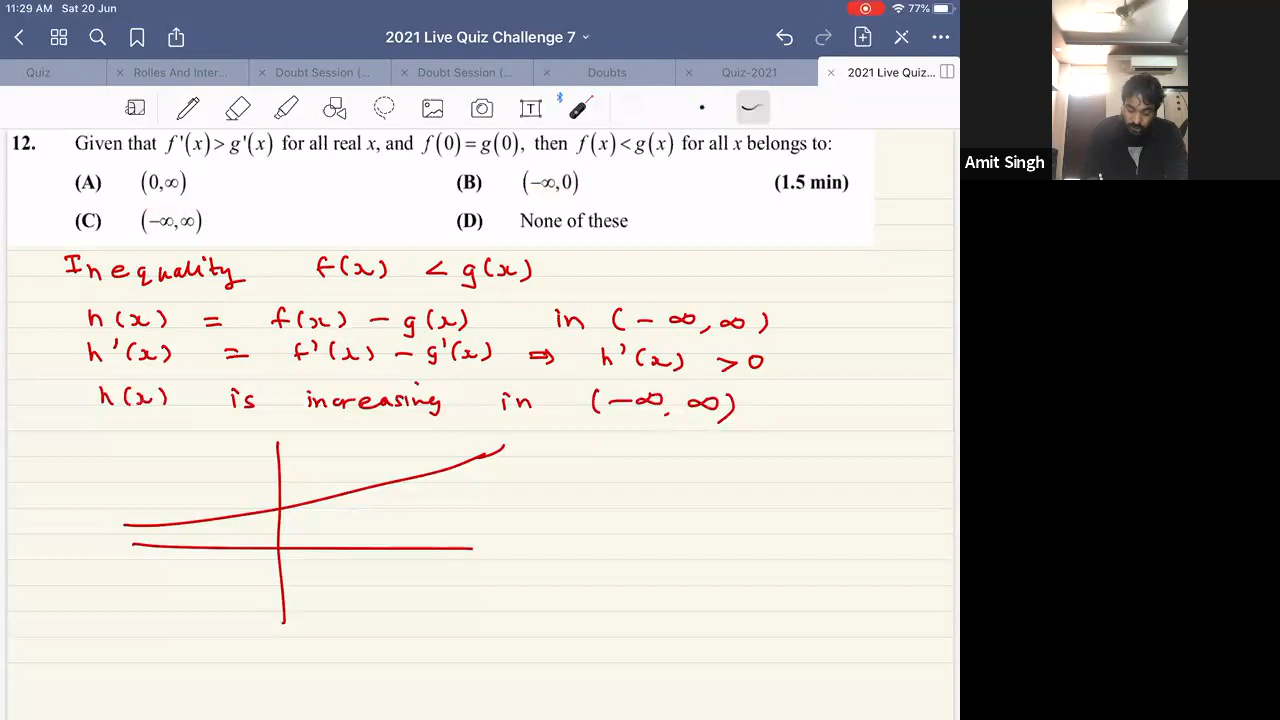 11:29 AM Sat 20 Jun
77%
2021 Live Quiz Challenge 7
Quiz
Rolles And Inter...
Doubt Session (...
Doubt Session (...
Doubts
Quiz-2021
2021 Live Quiz...
12. Given that f'(x) > g'(x) for all real x, and f(0) = g(0), then f(x) < g(x) for all x belongs to:
(A) (0,∞) (B) (−∞,0) (1.5 min)
(C) (−∞,∞) (D) None of these
Inequality f(x) < g(x)
h(x) = f(x) − g(x) in (−∞,∞)
h'(x) = f'(x) − g'(x) ⇒ h'(x) > 0
h(x) is increasing in (−∞,∞)
Amit Singh